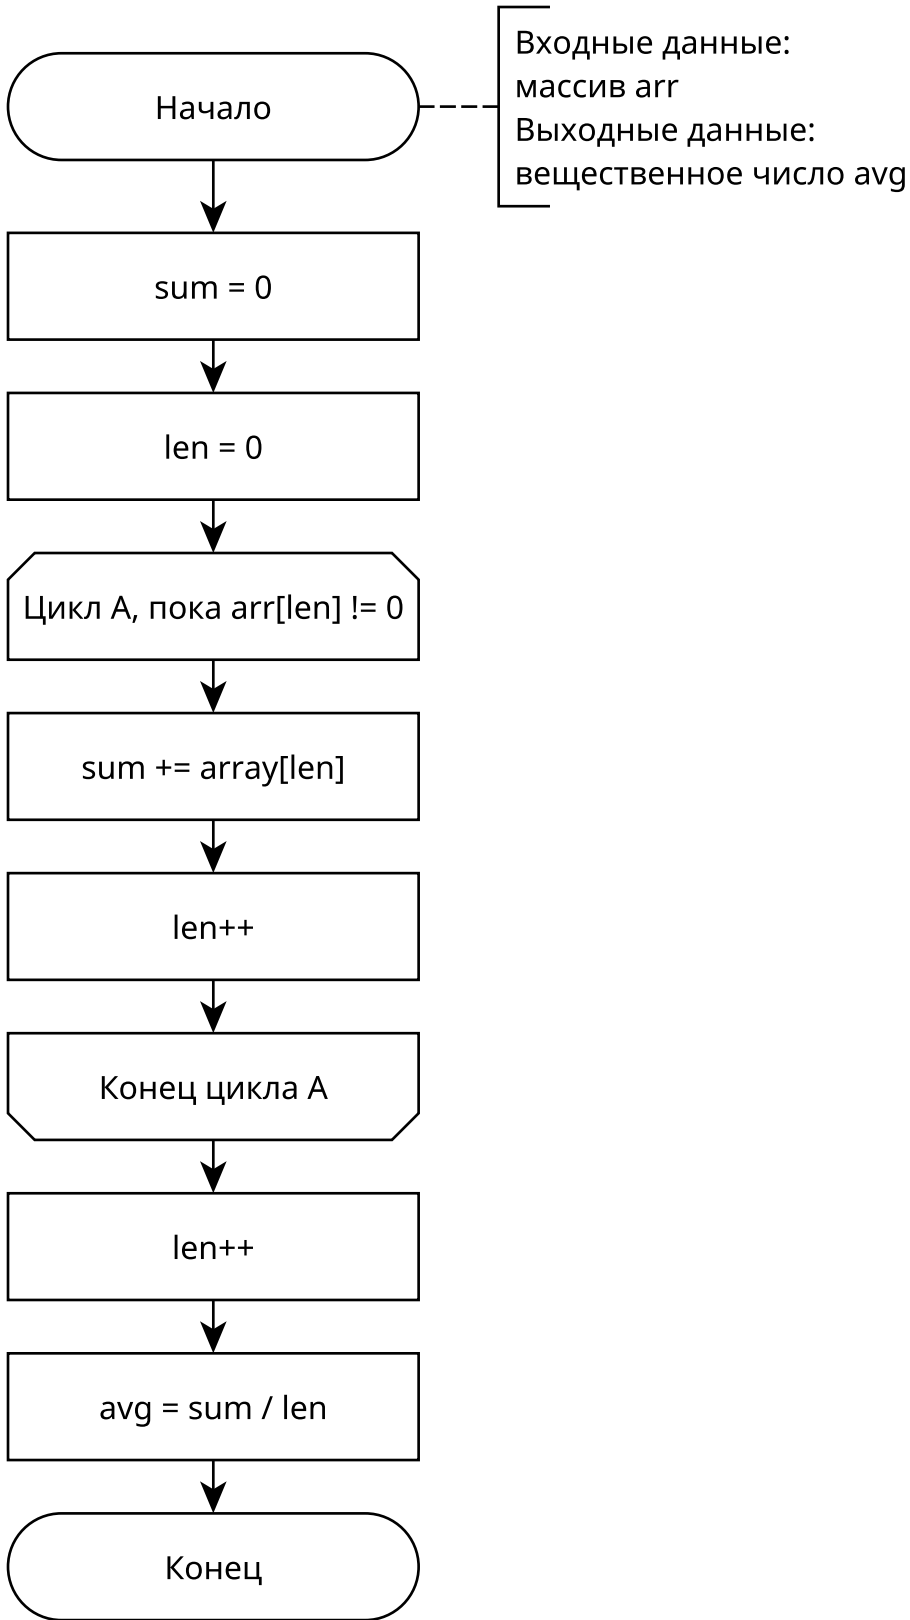 Начало
Входные данные:
массив arr
Выходные данные:
вещественное число avg
sum = 0
len = 0
Цикл А, пока arr[len] != 0
sum += array[len]
len++
Конец цикла А
len++
avg = sum / len
Конец